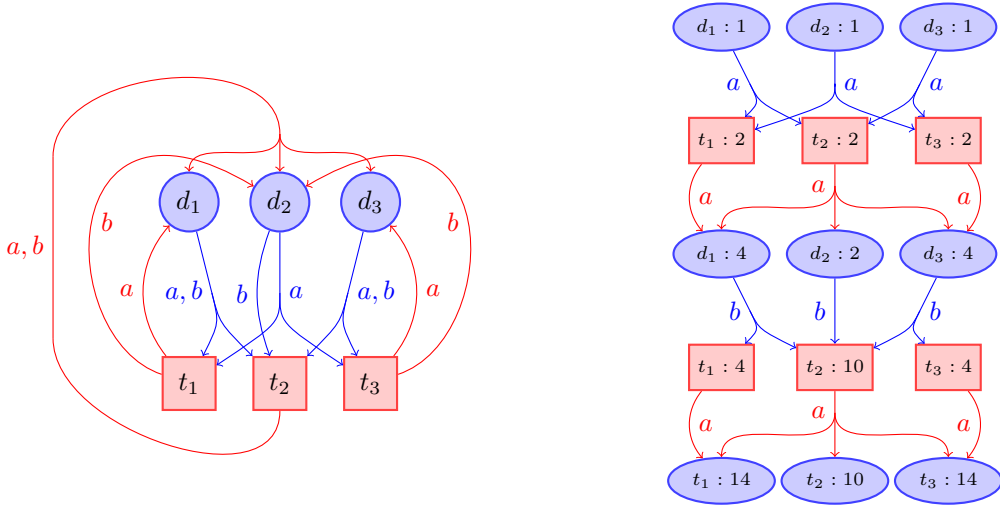 d₁
d₂
d₃
b
b
a, b
a
a, b
b
a
a, b
a
t₁
t₂
t₃
d₁ : 1
d₂ : 1
d₃ : 1
a
a
a
t₁ : 2
t₂ : 2
t₃ : 2
a
a
a
d₁ : 4
d₂ : 2
d₃ : 4
b
b
b
t₁ : 4
t₂ : 10
t₃ : 4
a
a
a
t₁ : 14
t₂ : 10
t₃ : 14